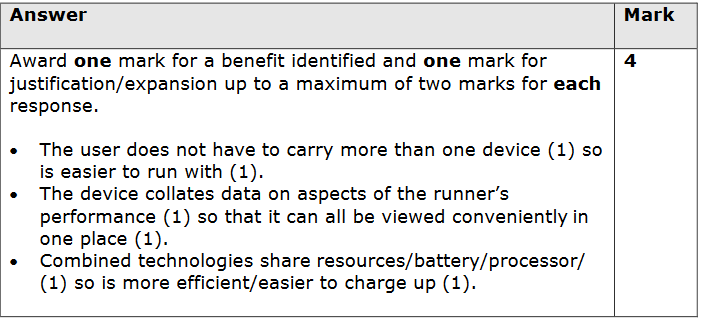 Answer Mark
Award one mark for a benefit identified and one mark for 4
justification/expansion up to a maximum of two marks for each
response.
• The user does not have to carry more than one device (1) so
is easier to run with (1).
• The device collates data on aspects of the runner’s
performance (1) so that it can all be viewed conveniently in
one place (1).
• Combined technologies share resources/battery/processor/
(1) so is more efficient/easier to charge up (1).